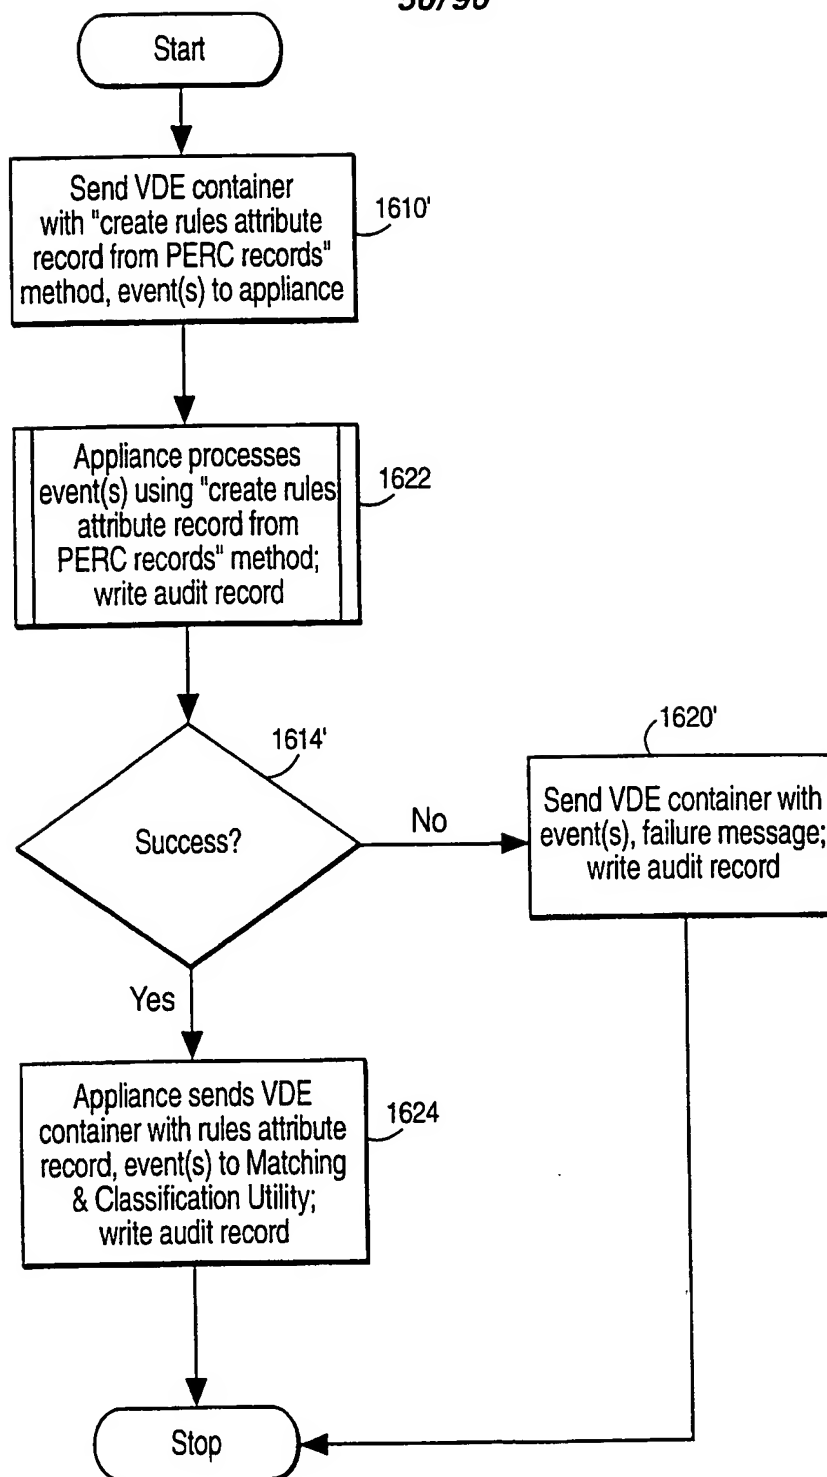 Start
Send VDE container
with "create rules attribute
record from PERC records"
method, event(s) to appliance
1610'
Appliance processes
event(s) using "create rules
attribute record from
PERC records" method;
write audit record
1622
1614'
Success?
No
1620'
Send VDE container with
event(s), failure message;
write audit record
Yes
Appliance sends VDE
container with rules attribute
record, event(s) to Matching
& Classification Utility;
write audit record
1624
Stop